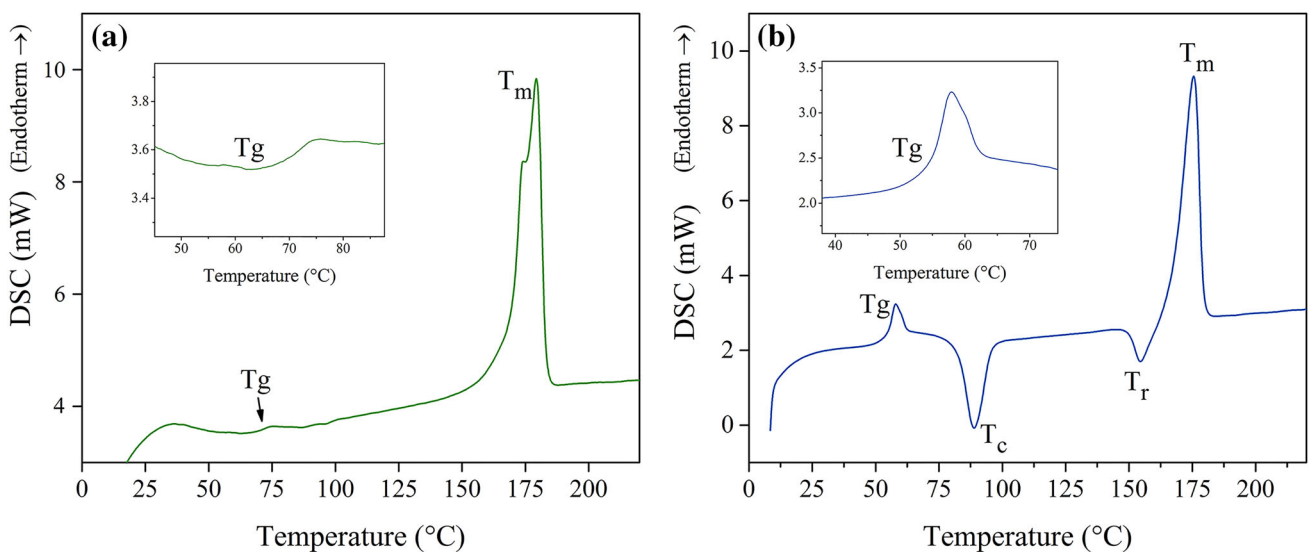 (a)
DSC (mW) (Endotherm →)
10
8
6
4
Tm
Tg
3.8
3.6
3.4
Tg
50 60 70 80
Temperature (°C)
0 25 50 75 100 125 150 175 200
Temperature (°C)
(b)
DSC (mW) (Endotherm →)
10
8
6
4
2
0
Tm
Tg
Tc
Tr
3.5
3.0
2.5
2.0
Tg
40 50 60 70
Temperature (°C)
0 25 50 75 100 125 150 175 200
Temperature (°C)